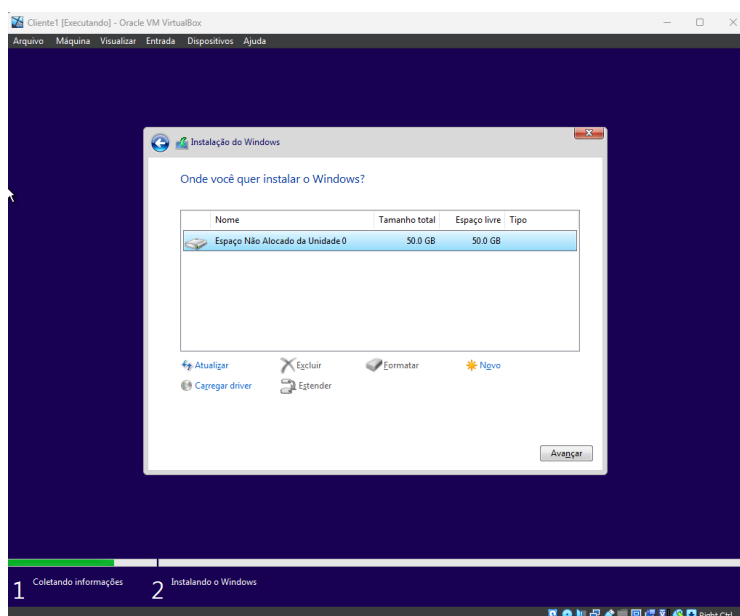 Cliente1 [Executando] - Oracle VM VirtualBox
Arquivo Máquina Visualizar Entrada Dispositivos Ajuda
Instalação do Windows
Onde você quer instalar o Windows?
Nome Tamanho total Espaço livre Tipo
Espaço Não Alocado da Unidade 0 50.0 GB 50.0 GB
Atualizar Excluir Formatar Novo
Carregar driver Estender
Avançar
1 Coletando informações 2 Instalando o Windows
Right Ctrl